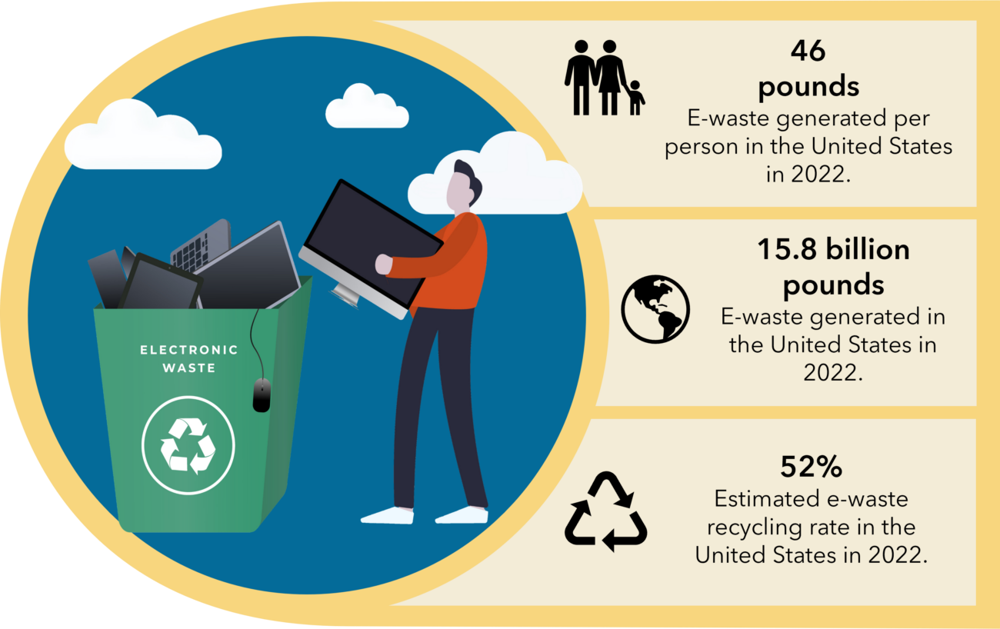 46
pounds
E-waste generated per
person in the United States
in 2022.
15.8 billion
pounds
E-waste generated in
the United States in
2022.
52%
Estimated e-waste
recycling rate in the
United States in 2022.
ELECTRONIC
WASTE